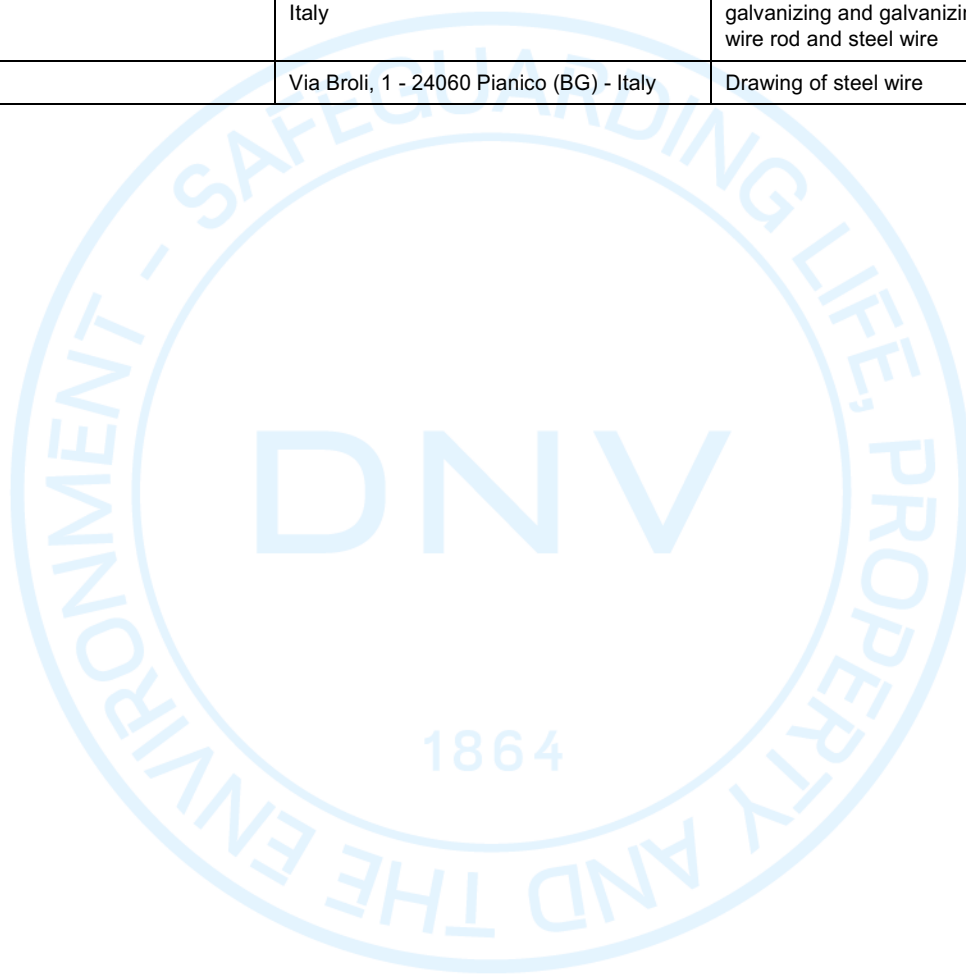 Italy
galvanizing and galvanizin
wire rod and steel wire
Via Broli, 1 - 24060 Pianico (BG) - Italy
Drawing of steel wire
SAFEGUARDING LIFE, PROPERTY AND THE ENVIRONMENT -
DNV
1864